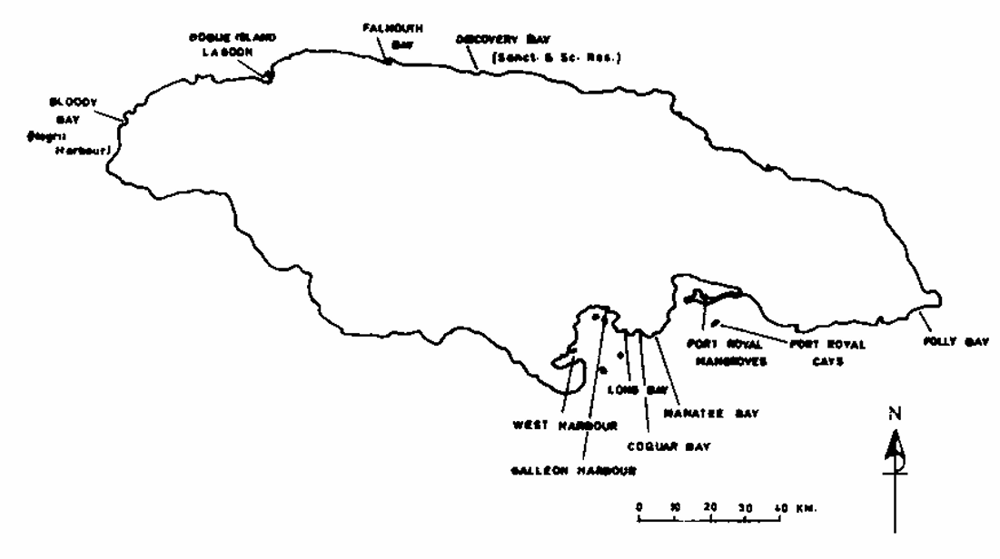 BOGUE ISLAND
LAGOON
FALMOUTH
BAY
DISCOVERY BAY
(Sanct. & Sc. Res.)
BLOODY
BAY
(Negril
Harbour)
PORT ROYAL
MANGROVES
PORT ROYAL
CAYS
FOLLY BAY
LONG BAY
MANATEE BAY
WEST HARBOUR
COQUAR BAY
GALLEON HARBOUR
N
0 10 20 30 40 KM.